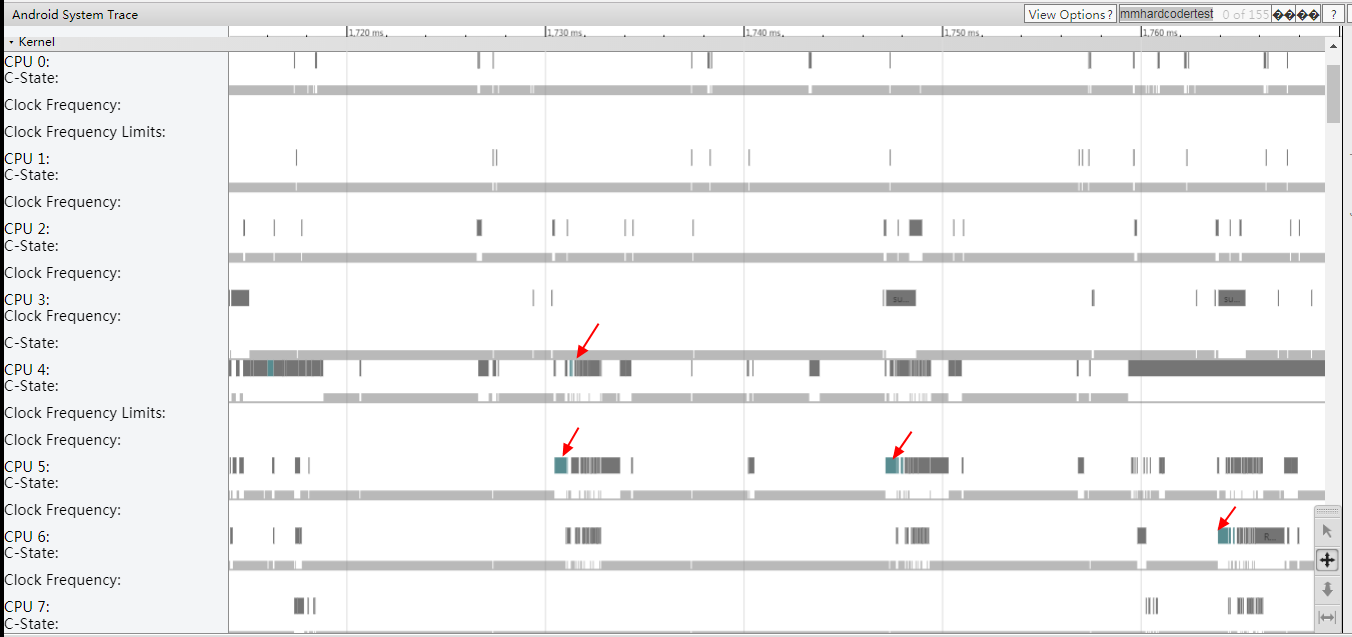 Android System Trace
View Options? mmhardcodertest 0 of 155 ���� ?
1,720 ms 1,730 ms 1,740 ms 1,750 ms 1,760 ms
Kernel
CPU 0:
C-State:
Clock Frequency:
Clock Frequency Limits:
CPU 1:
C-State:
Clock Frequency:
CPU 2:
C-State:
Clock Frequency:
CPU 3: su... su...
Clock Frequency:
C-State:
CPU 4:
C-State:
Clock Frequency Limits:
Clock Frequency:
CPU 5:
C-State:
Clock Frequency:
CPU 6: R...
C-State:
Clock Frequency:
CPU 7:
C-State: